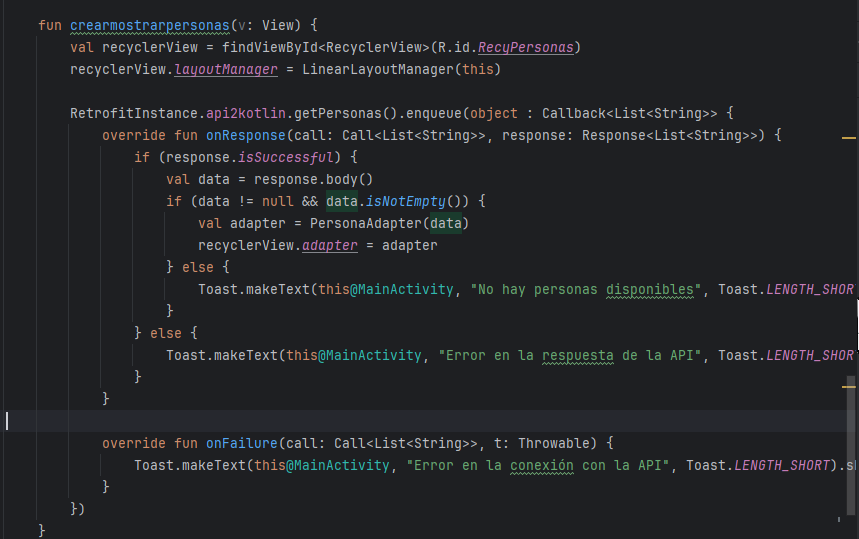 fun crearmostrarpersonas(v: View) {
val recyclerView = findViewById<RecyclerView>(R.id.RecyPersonas)
recyclerView.layoutManager = LinearLayoutManager(this)
RetrofitInstance.api2kotlin.getPersonas().enqueue(object : Callback<List<String>> {
override fun onResponse(call: Call<List<String>>, response: Response<List<String>>) {
if (response.isSuccessful) {
val data = response.body()
if (data != null && data.isNotEmpty()) {
val adapter = PersonaAdapter(data)
recyclerView.adapter = adapter
} else {
Toast.makeText(this@MainActivity, "No hay personas disponibles", Toast.LENGTH_SHOR
}
} else {
Toast.makeText(this@MainActivity, "Error en la respuesta de la API", Toast.LENGTH_SHOR
}
}
override fun onFailure(call: Call<List<String>>, t: Throwable) {
Toast.makeText(this@MainActivity, "Error en la conexión con la API", Toast.LENGTH_SHORT).s
}
})
}